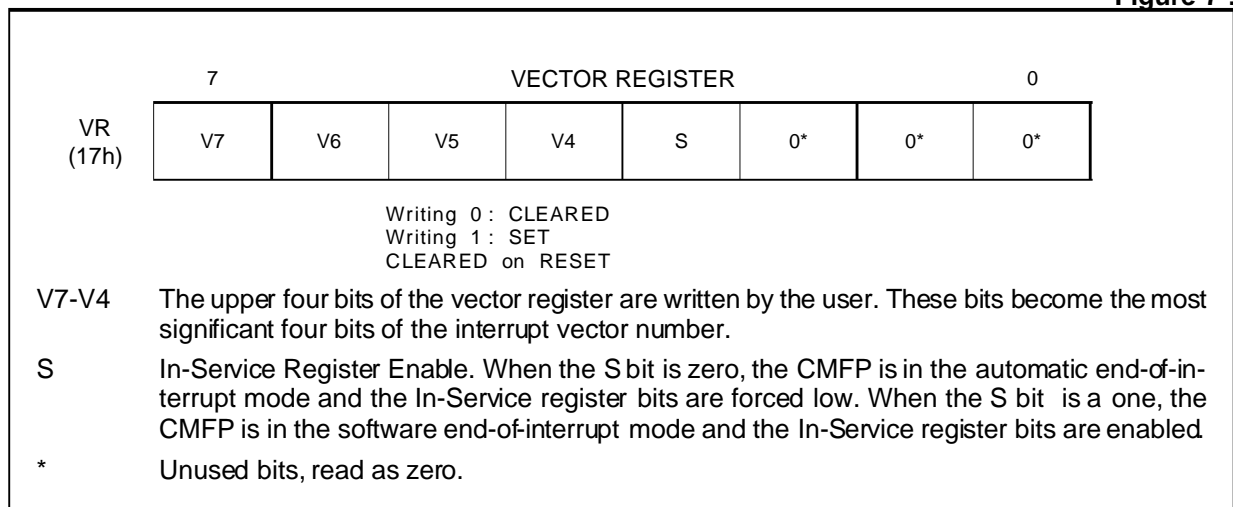 Figure 7 :
7 VECTOR REGISTER 0
VR
(17h) V7 V6 V5 V4 S 0* 0* 0*
Writing 0 : CLEARED
Writing 1 : SET
CLEARED on RESET
V7-V4 The upper four bits of the vector register are written by the user. These bits become the most
significant four bits of the interrupt vector number.
S In-Service Register Enable. When the S bit is zero, the CMFP is in the automatic end-of-in-
terrupt mode and the In-Service register bits are forced low. When the S bit is a one, the
CMFP is in the software end-of-interrupt mode and the In-Service register bits are enabled.
* Unused bits, read as zero.